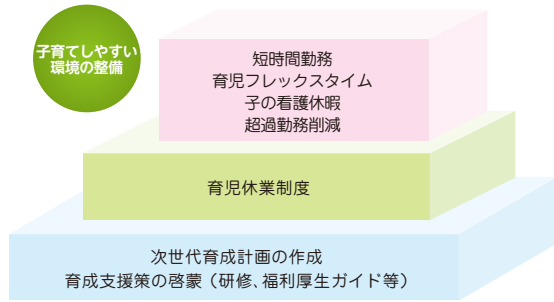 子育てしやすい
環境の整備
短時間勤務
育児フレックスタイム
子の看護休暇
超過勤務削減
育児休業制度
次世代育成計画の作成
育成支援策の啓蒙（研修、福利厚生ガイド等）